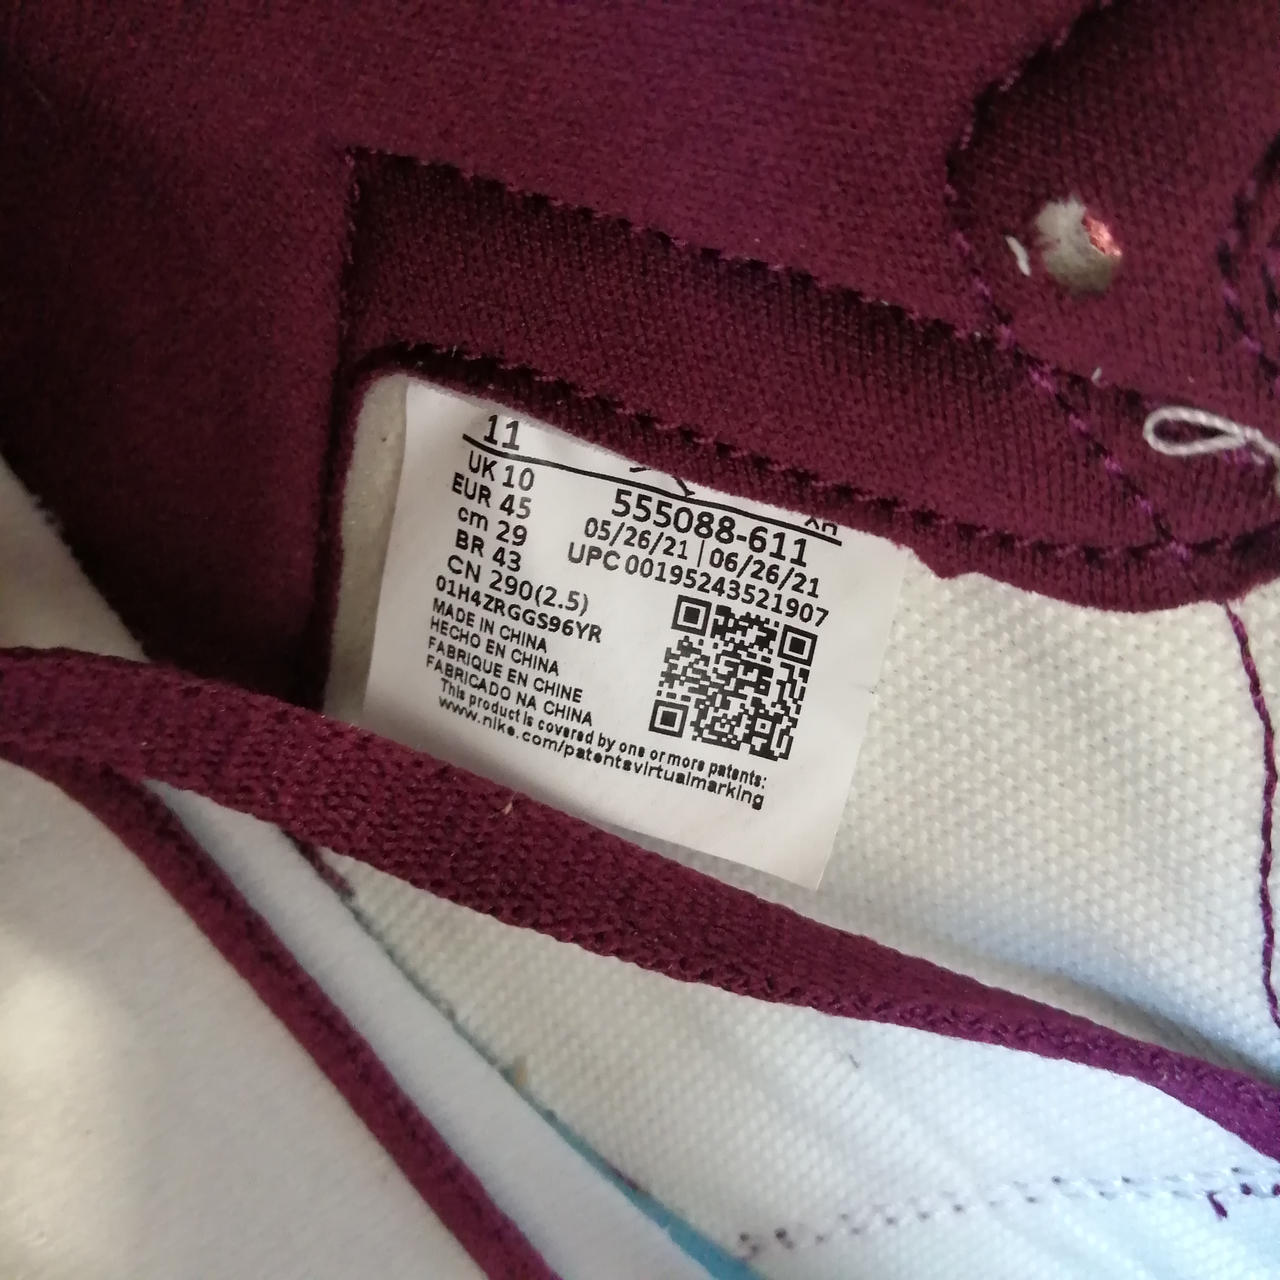 11
UK 10
EUR 45
cm 29
BR 43
CN 290(2.5)
01H4ZRGGS96YR
MADE IN CHINA
HECHO EN CHINA
FABRIQUE EN CHINE
FABRICADO NA CHINA
This product is covered by one or more patents:
www.nike.com/patentsvirtualmarking
555088-611
05/26/21 | 06/26/21
UPC 00195243521907